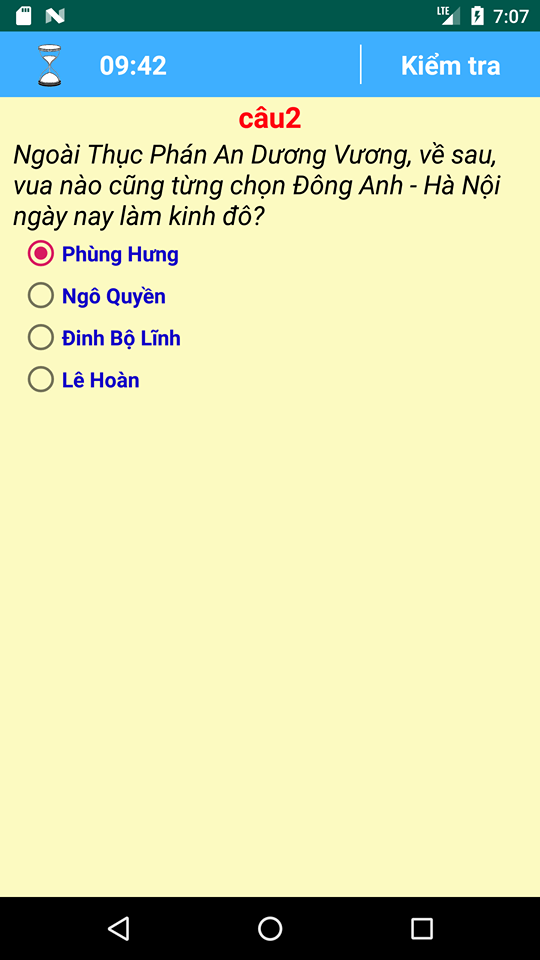 LTE 7:07
09:42 Kiểm tra
câu2
Ngoài Thục Phán An Dương Vương, về sau,
vua nào cũng từng chọn Đông Anh - Hà Nội
ngày nay làm kinh đô?
Phùng Hưng
Ngô Quyền
Đinh Bộ Lĩnh
Lê Hoàn